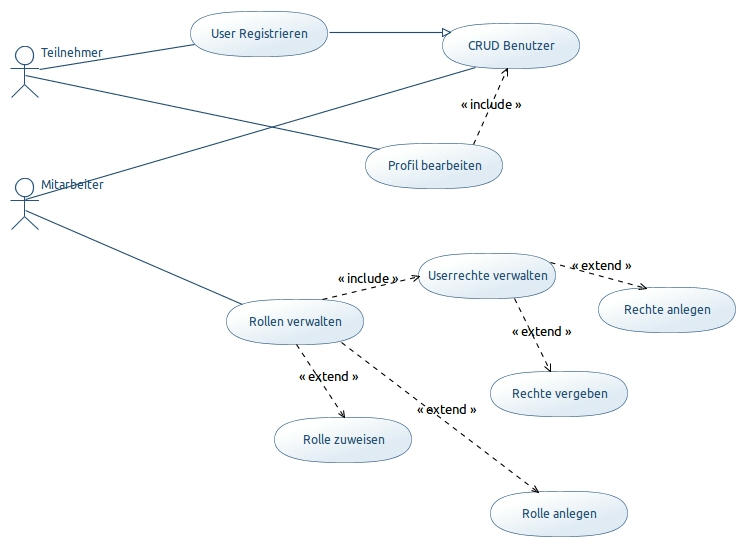 Teilnehmer
User Registrieren
CRUD Benutzer
« include »
Profil bearbeiten
Mitarbeiter
« include »
Userrechte verwalten
« extend »
Rechte anlegen
Rollen verwalten
« extend »
« extend »
Rechte vergeben
« extend »
Rolle zuweisen
Rolle anlegen